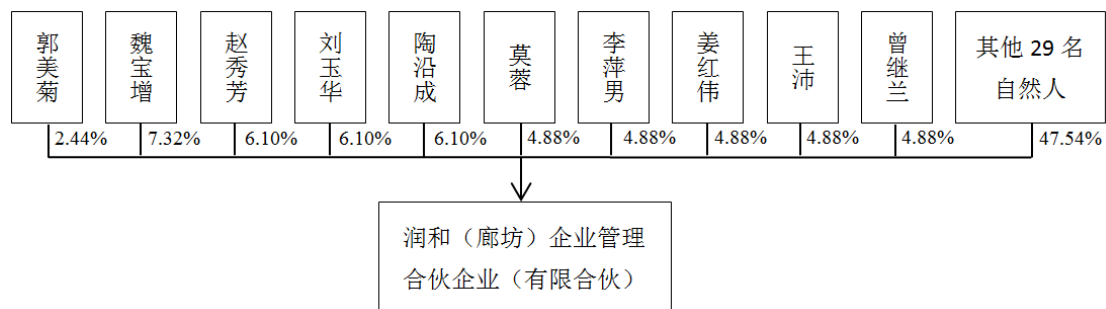 郭美菊
魏宝增
赵秀芳
刘玉华
陶沿成
莫蓉
李萍男
姜红伟
王沛
曾继兰
其他 29 名
自然人
2.44%
7.32%
6.10%
6.10%
6.10%
4.88%
4.88%
4.88%
4.88%
4.88%
47.54%
润和（廊坊）企业管理
合伙企业（有限合伙）